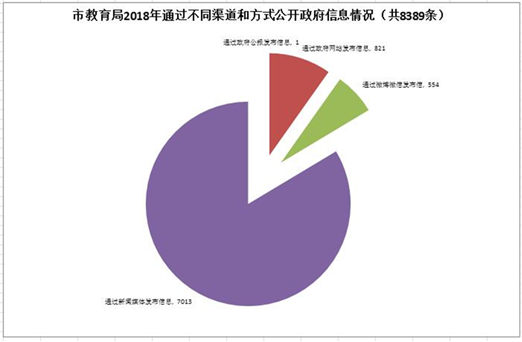 市教育局2018年通过不同渠道和方式公开政府信息情况（共8389条）
通过政府公报发布信息, 1
通过政府网站发布信息, 821
通过微博微信发布信, 554
通过新闻媒体发布信息, 7013